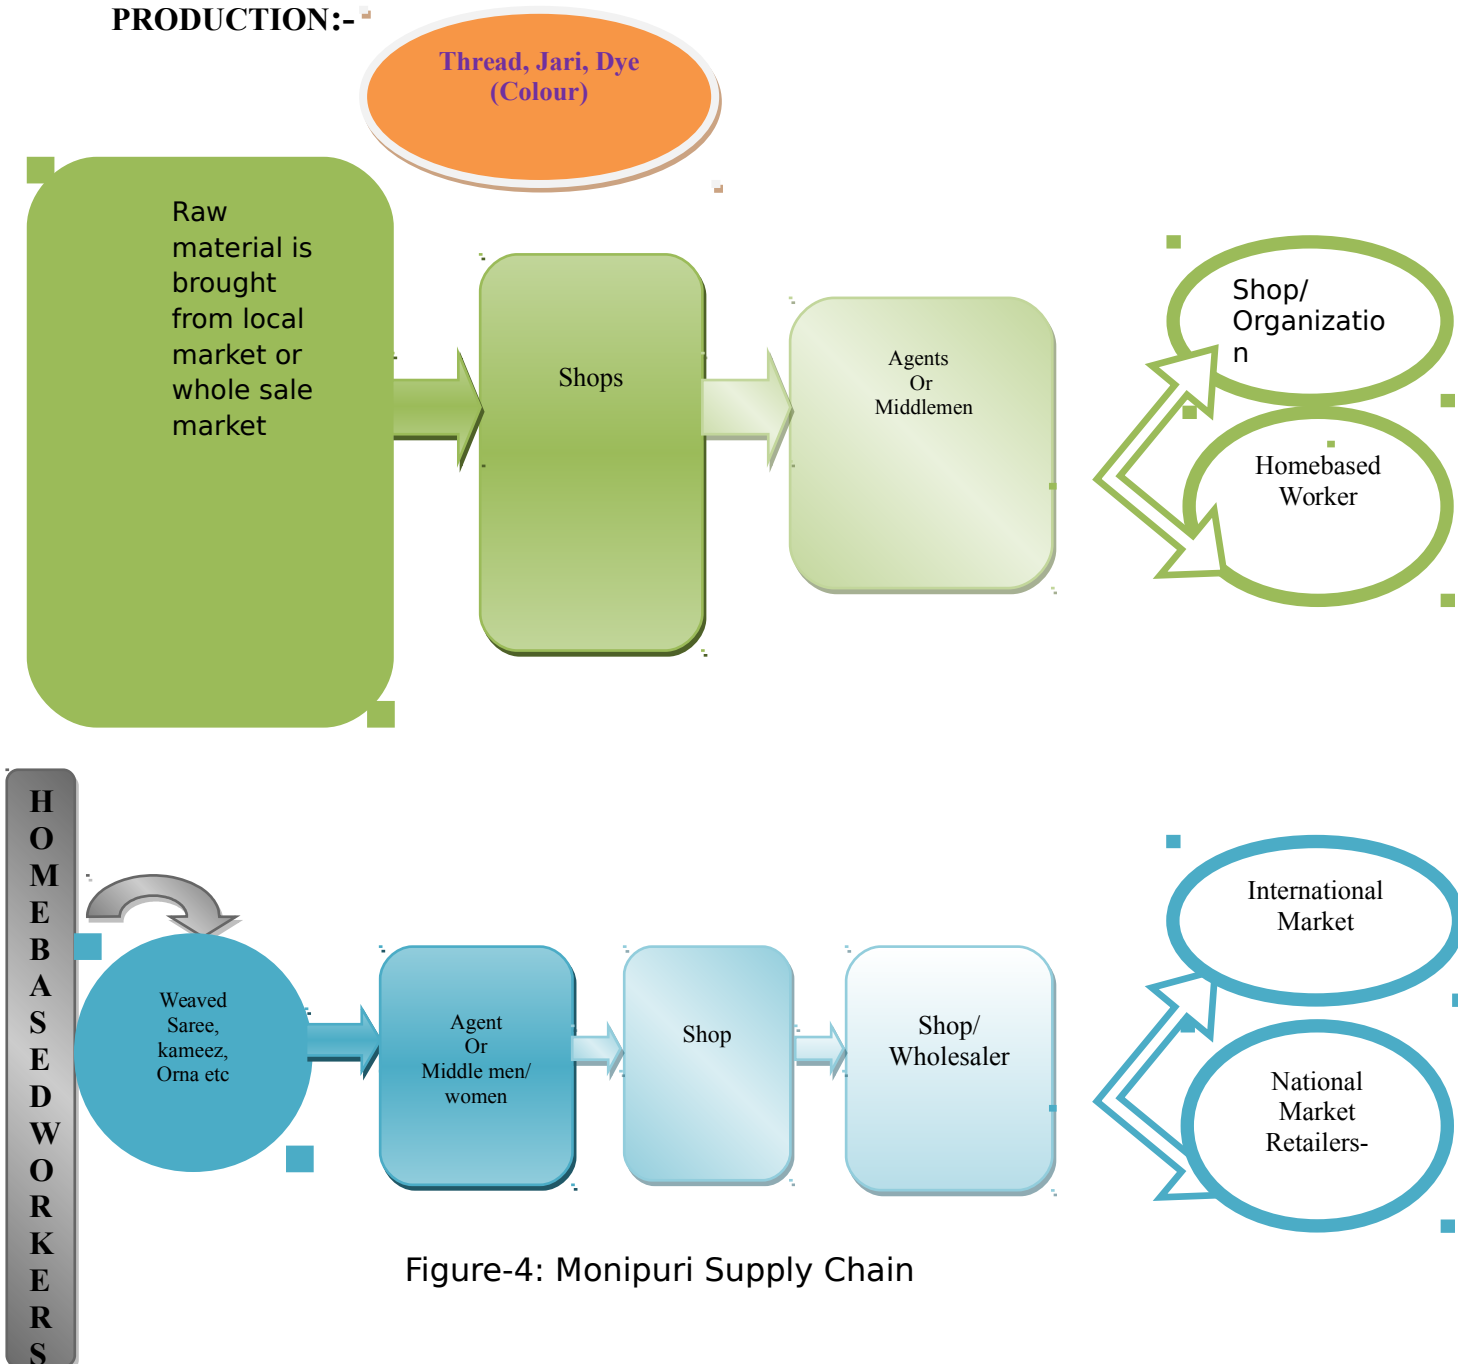 PRODUCTION:-
Thread, Jari, Dye
(Colour)
Raw
material is
brought
from local
market or
whole sale
market
Shops
Agents
Or
Middlemen
Shop/
Organizatio
n
Homebased
Worker
H
O
M
E
B
A
S
E
D
W
O
R
K
E
R
S
Weaved
Saree,
kameez,
Orna etc
Agent
Or
Middle men/
women
Shop
Shop/
Wholesaler
International
Market
National
Market
Retailers-
Figure-4: Monipuri Supply Chain